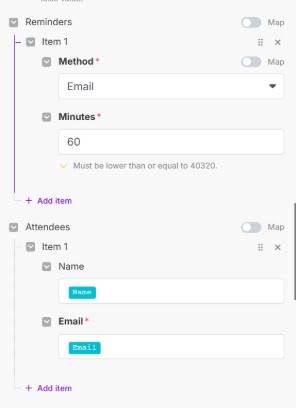 Reminders Map
Item 1
Method * Map
Email
Minutes *
60
Must be lower than or equal to 40320.
+ Add item
Attendees Map
Item 1
Name
Name
Email *
Email
+ Add item